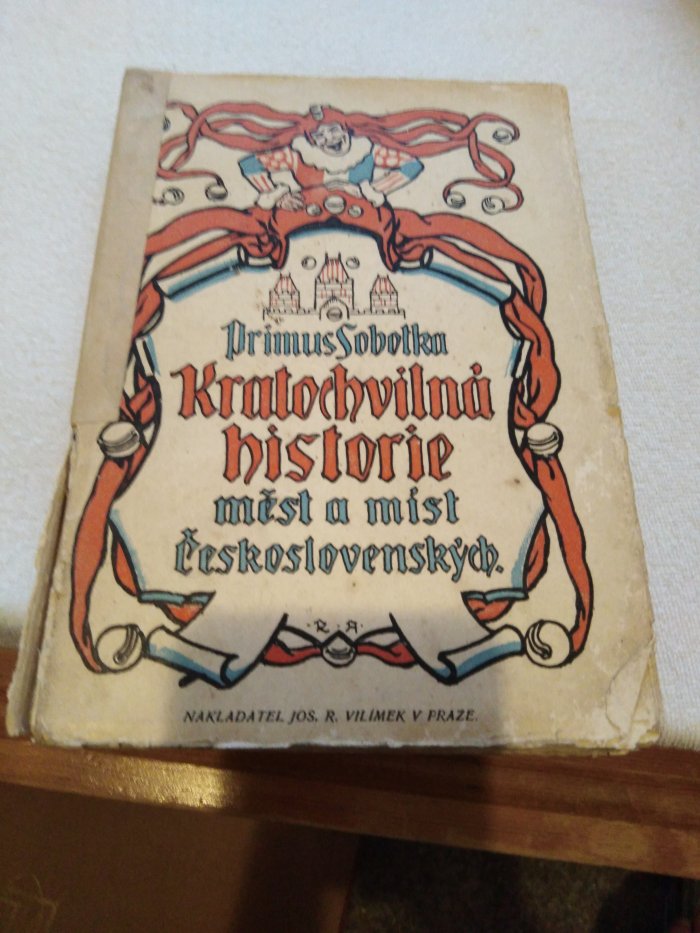 Primus Sobotka
Kratochvilná
historie
měst a míst
Československých.
· R · A ·
NAKLADATEL JOS. R. VILÍMEK V PRAZE.